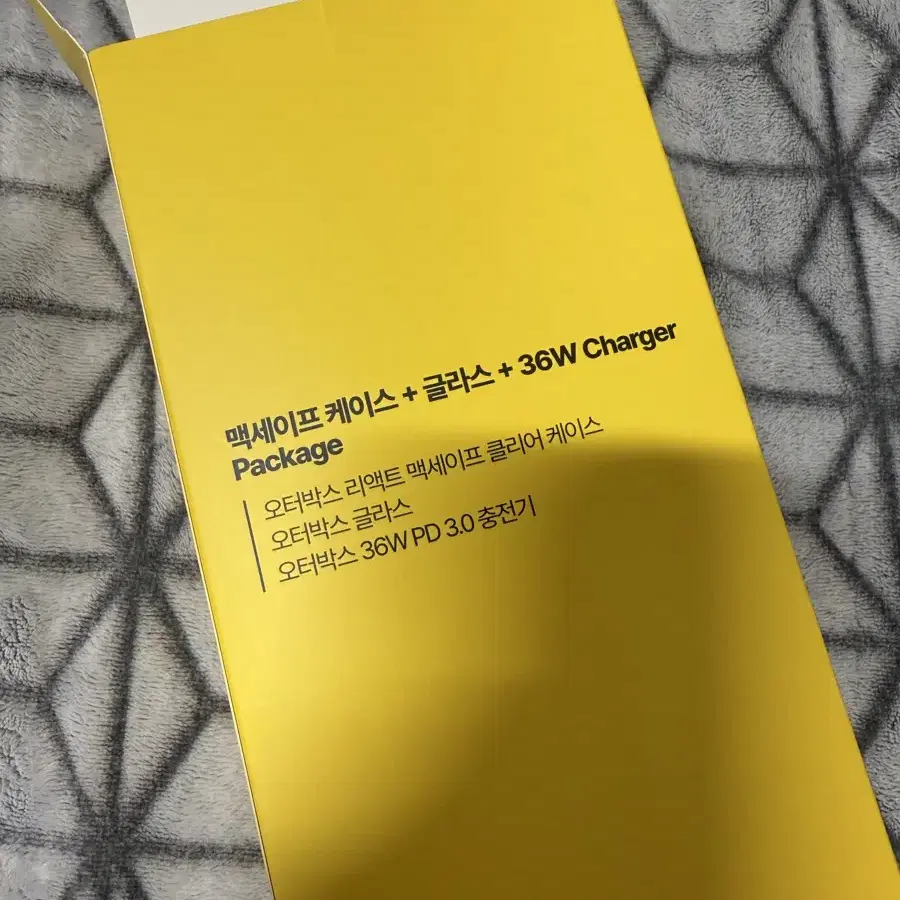 맥세이프 케이스 + 글라스 + 36W Charger
Package
오터박스 리액트 맥세이프 클리어 케이스
오터박스 글라스
오터박스 36W PD 3.0 충전기